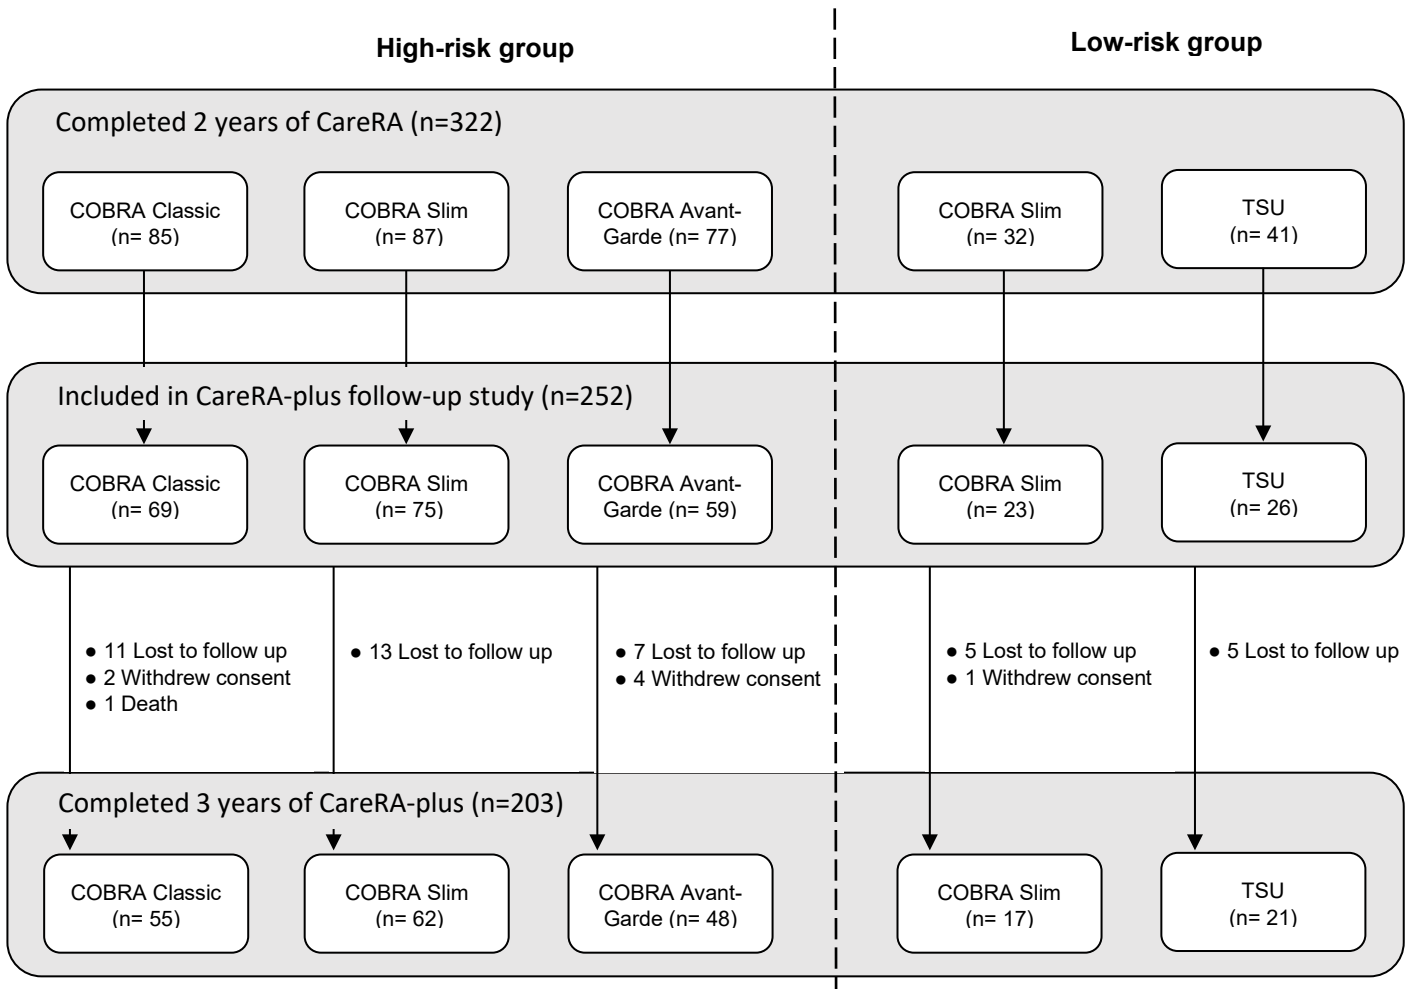 High-risk group
Low-risk group
Completed 2 years of CareRA (n=322)
COBRA Classic
(n= 85)
COBRA Slim
(n= 87)
COBRA Avant-
Garde (n= 77)
COBRA Slim
(n= 32)
TSU
(n= 41)
Included in CareRA-plus follow-up study (n=252)
COBRA Classic
(n= 69)
COBRA Slim
(n= 75)
COBRA Avant-
Garde (n= 59)
COBRA Slim
(n= 23)
TSU
(n= 26)
● 11 Lost to follow up
● 2 Withdrew consent
● 1 Death
● 13 Lost to follow up
● 7 Lost to follow up
● 4 Withdrew consent
● 5 Lost to follow up
● 1 Withdrew consent
● 5 Lost to follow up
Completed 3 years of CareRA-plus (n=203)
COBRA Classic
(n= 55)
COBRA Slim
(n= 62)
COBRA Avant-
Garde (n= 48)
COBRA Slim
(n= 17)
TSU
(n= 21)